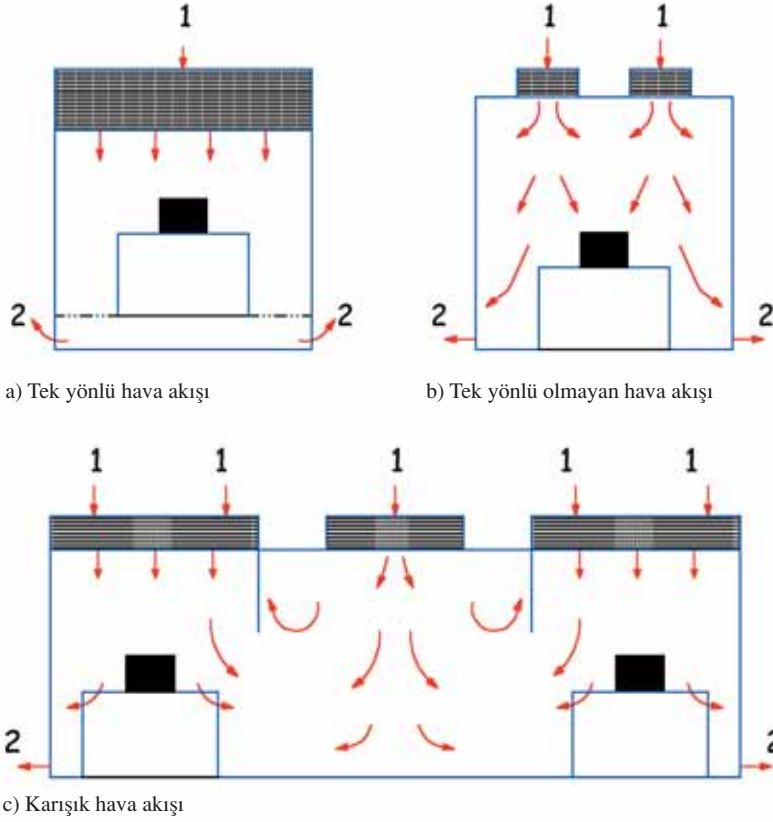 1
1 1
2 2
2 2
a) Tek yönlü hava akışı
b) Tek yönlü olmayan hava akışı
1 1 1 1 1
2 2
c) Karışık hava akışı